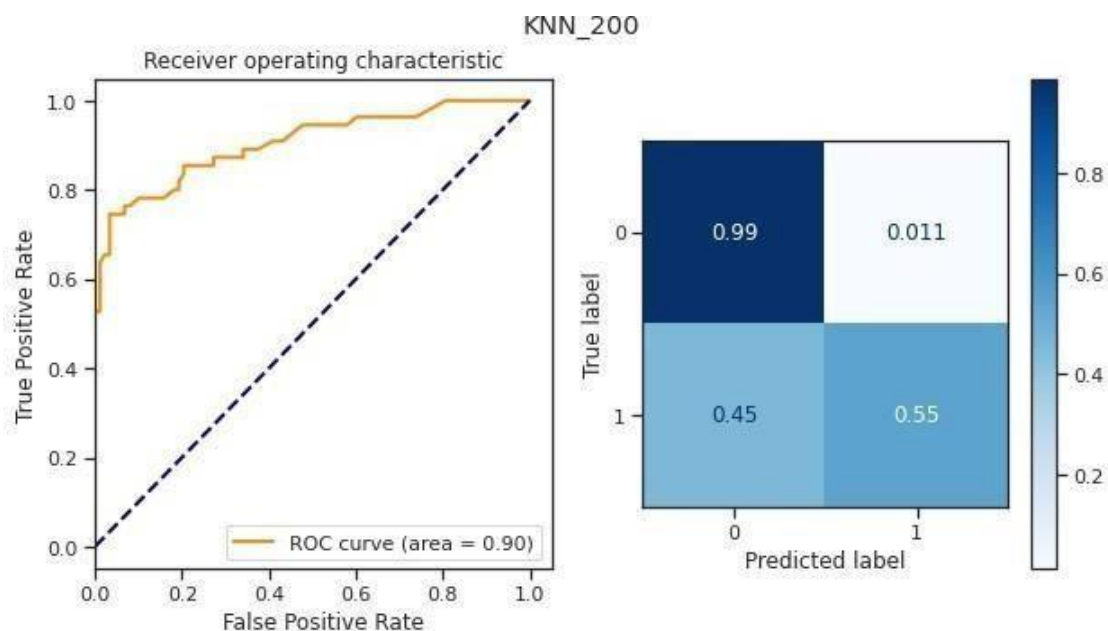 KNN_200
Receiver operating characteristic
True Positive Rate
1.0
0.8
0.6
0.4
0.2
0.0
ROC curve (area = 0.90)
0.0 0.2 0.4 0.6 0.8 1.0
False Positive Rate
True label
0 0.99 0.011
1 0.45 0.55
0 1
Predicted label
0.8
0.6
0.4
0.2